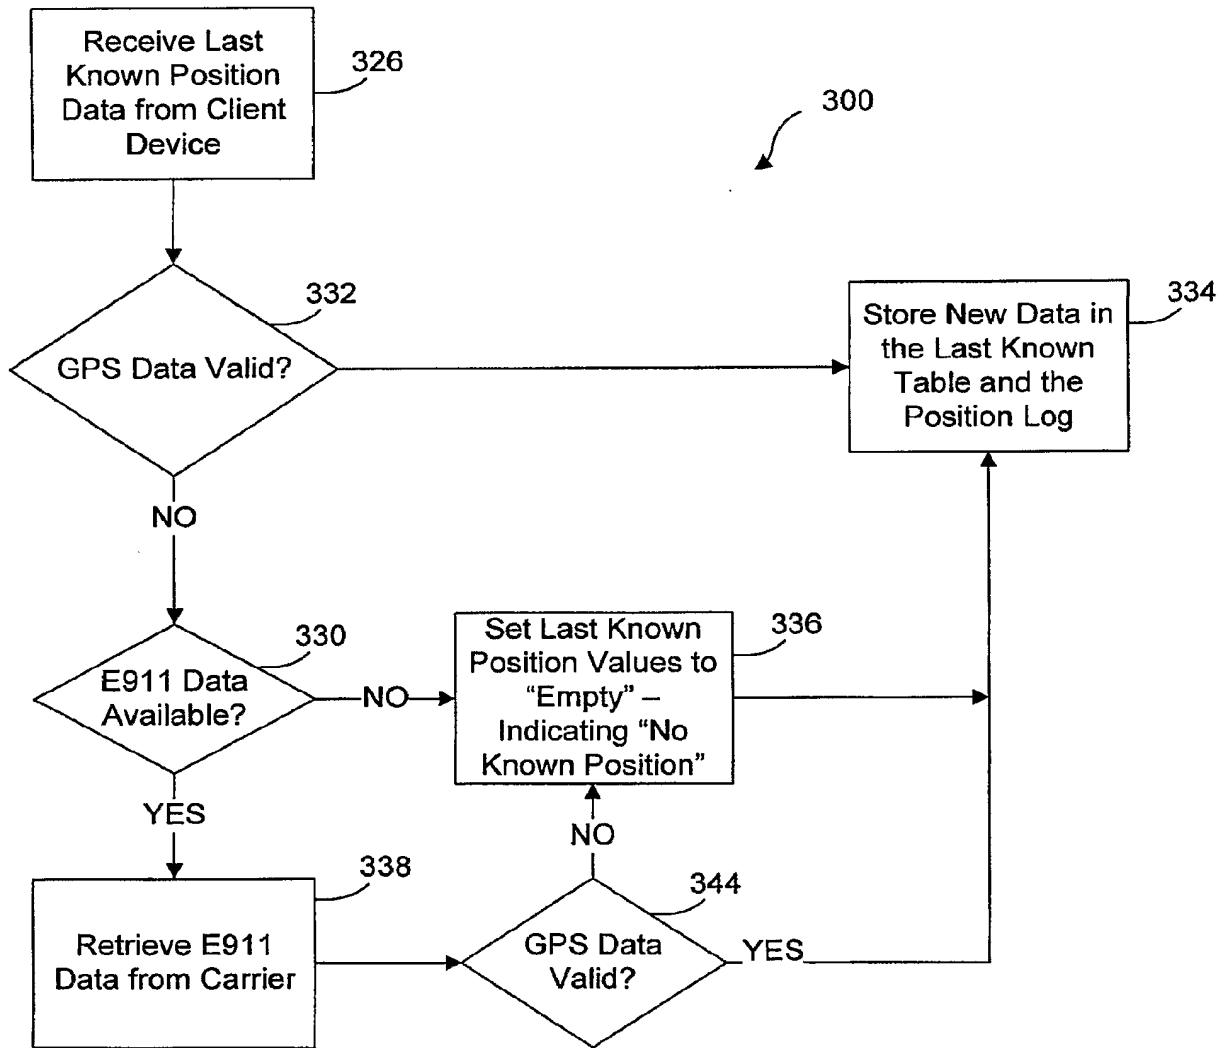 Receive Last
Known Position
Data from Client
Device
326
300
332
GPS Data Valid?
334
Store New Data in
the Last Known
Table and the
Position Log
NO
330
E911 Data
Available?
NO
336
Set Last Known
Position Values to
“Empty” –
Indicating “No
Known Position”
YES
NO
338
Retrieve E911
Data from Carrier
344
GPS Data
Valid?
YES